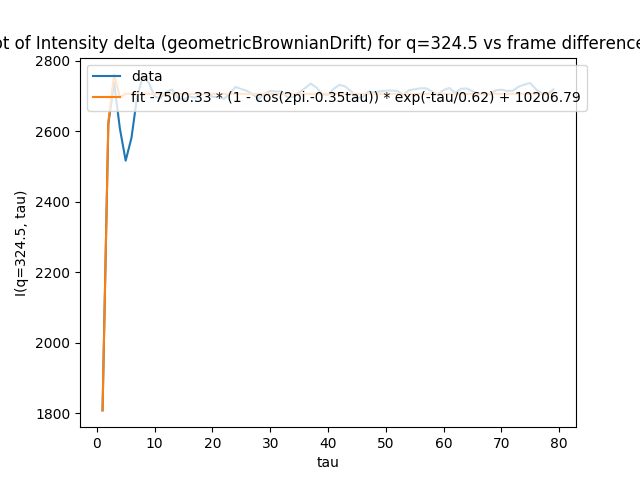 ot of Intensity delta (geometricBrownianDrift) for q=324.5 vs frame difference
data
fit -7500.33 * (1 - cos(2pi.-0.35tau)) * exp(-tau/0.62) + 10206.79
2800
2600
2400
2200
2000
1800
I(q=324.5, tau)
0 10 20 30 40 50 60 70 80
tau